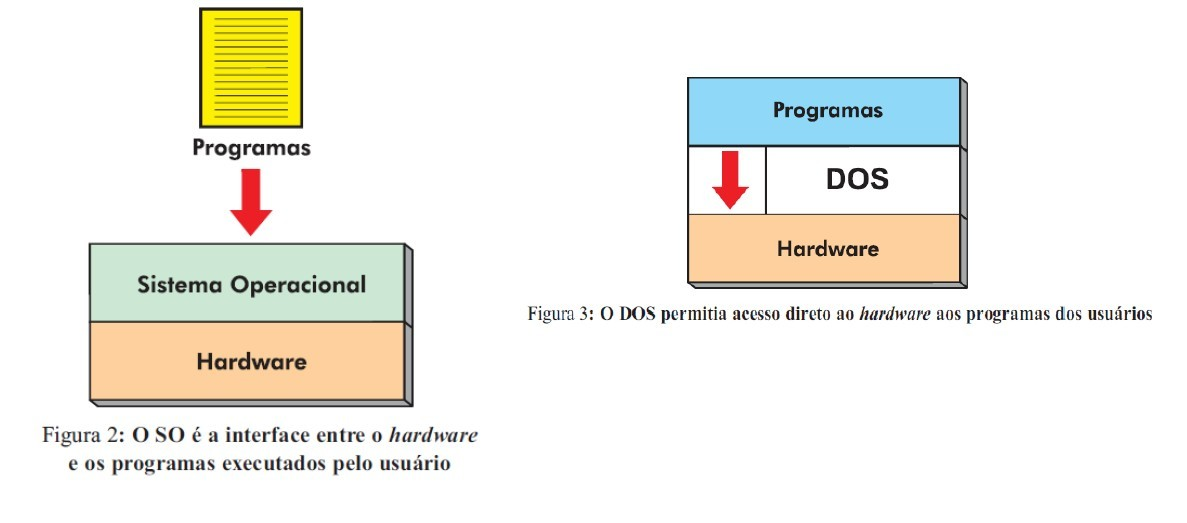 Programas
Sistema Operacional
Hardware
Figura 2: O SO é a interface entre o hardware
e os programas executados pelo usuário
Programas
DOS
Hardware
Figura 3: O DOS permitia acesso direto ao hardware aos programas dos usuários